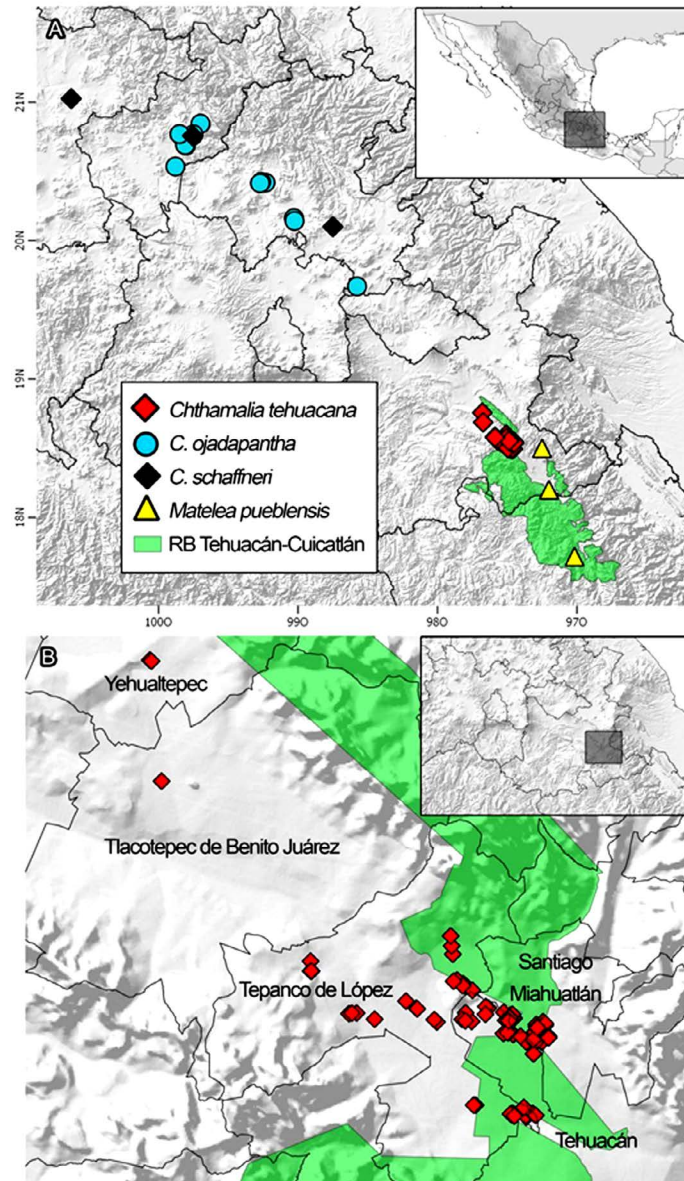 A
21N
20N
19N
18N
Chthamalia tehuacana
C. ojadapantha
C. schaffneri
Matelea pueblensis
RB Tehuacán-Cuicatlán
1000
990
980
970
B
Yehualtepec
Tlacotepec de Benito Juárez
Santiago
Tepanco de López
Miahuatlán
Tehuacán